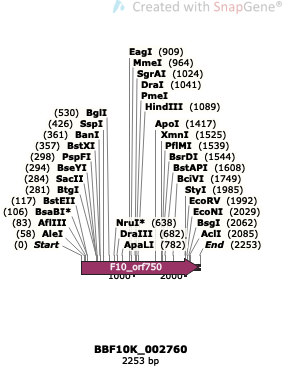 Created with SnapGene®
EagI (909)
MmeI (964)
SgrAI (1024)
DraI (1041)
PmeI
HindIII (1089)
(530) BglI
(426) SspI
(361) BanI
(357) BstXI
(298) PspFI
(294) BseYI
(284) SacII
(281) BtgI
(117) BstEII
(106) BsaBI*
(83) AflIII
(58) AleI
(0) Start
ApoI (1417)
XmnI (1525)
PflMI (1539)
BsrDI (1544)
BstAPI (1608)
BciVI (1749)
StyI (1985)
EcoRV (1992)
EcoNI (2029)
BsgI (2062)
AclI (2085)
End (2253)
NruI* (638)
DraIII (682)
ApaLI (782)
F10_orf750
1000
2000
BBF10K_002760
2253 bp